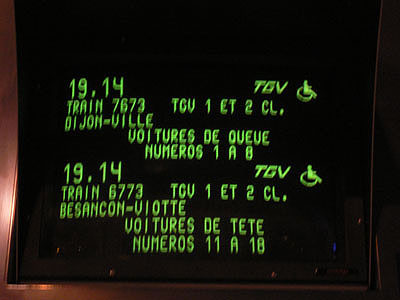 19.14 TGV
TRAIN 7673 TGV 1 ET 2 CL.
DIJON-VILLE
VOITURES DE QUEUE
NUMEROS 1 A 8
19.14 TGV
TRAIN 6773 TGV 1 ET 2 CL.
BESANCON-VIOTTE
VOITURES DE TETE
NUMEROS 11 A 18